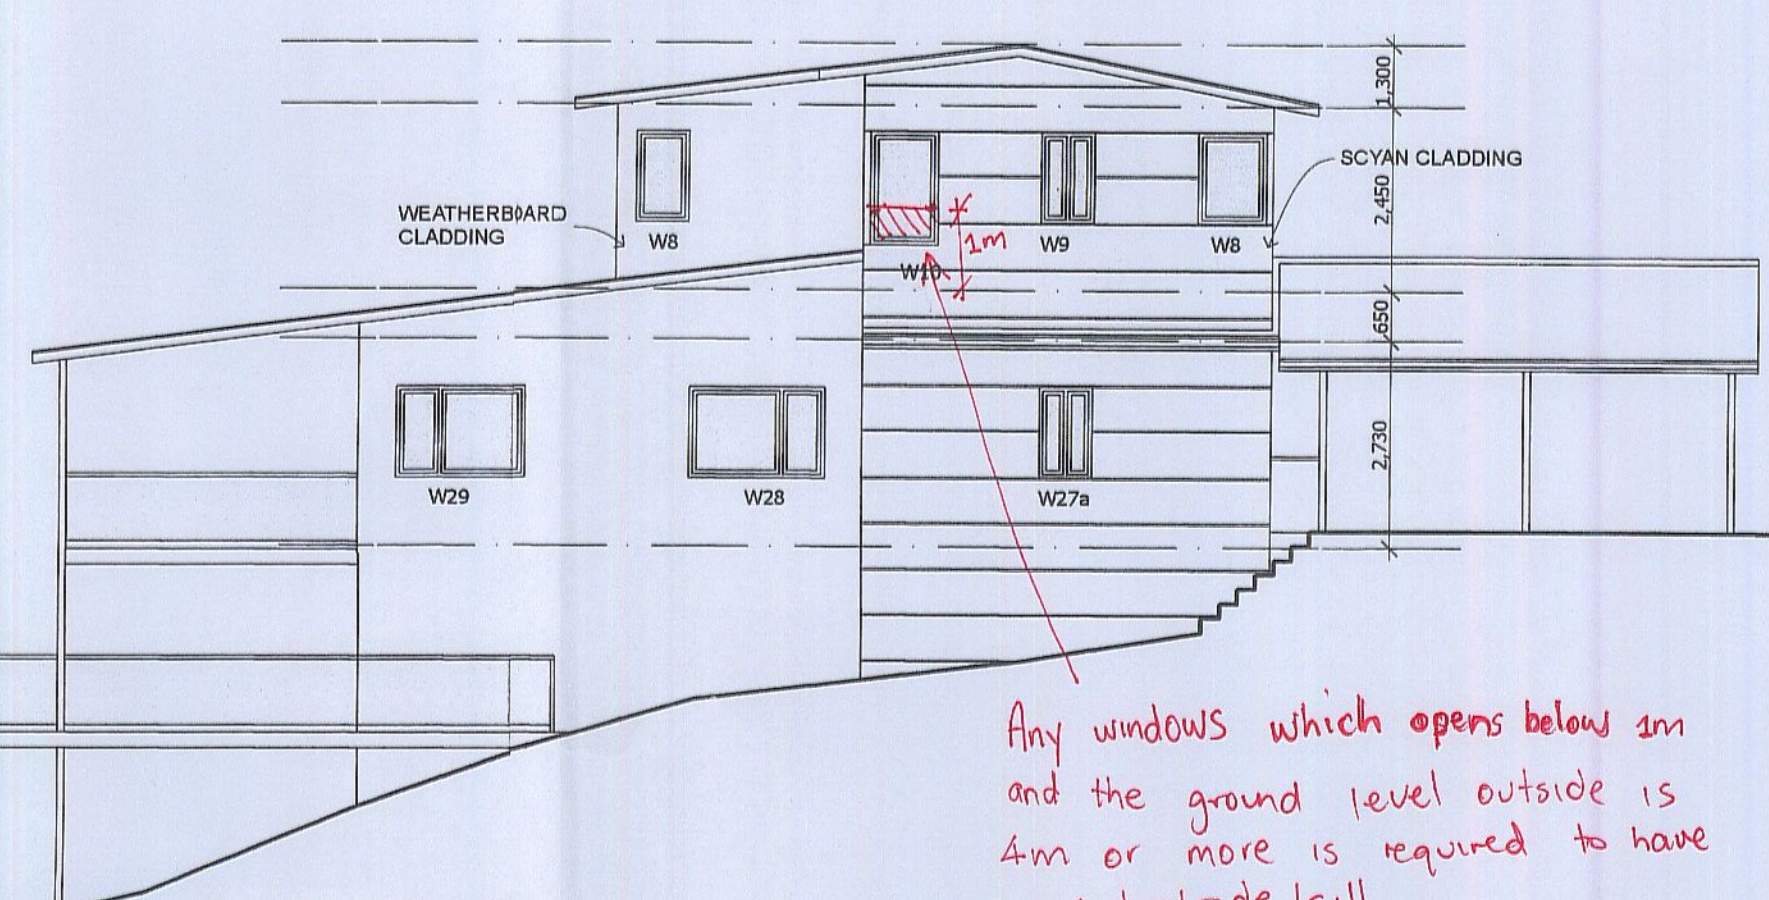 1,300
SCYAN CLADDING
2,450
WEATHERBOARD
CLADDING
W8
W9
W8
1m
W10
650
2,730
W29
W28
W27a
Any windows which opens below 1m
and the ground level outside is
4m or more is required to have